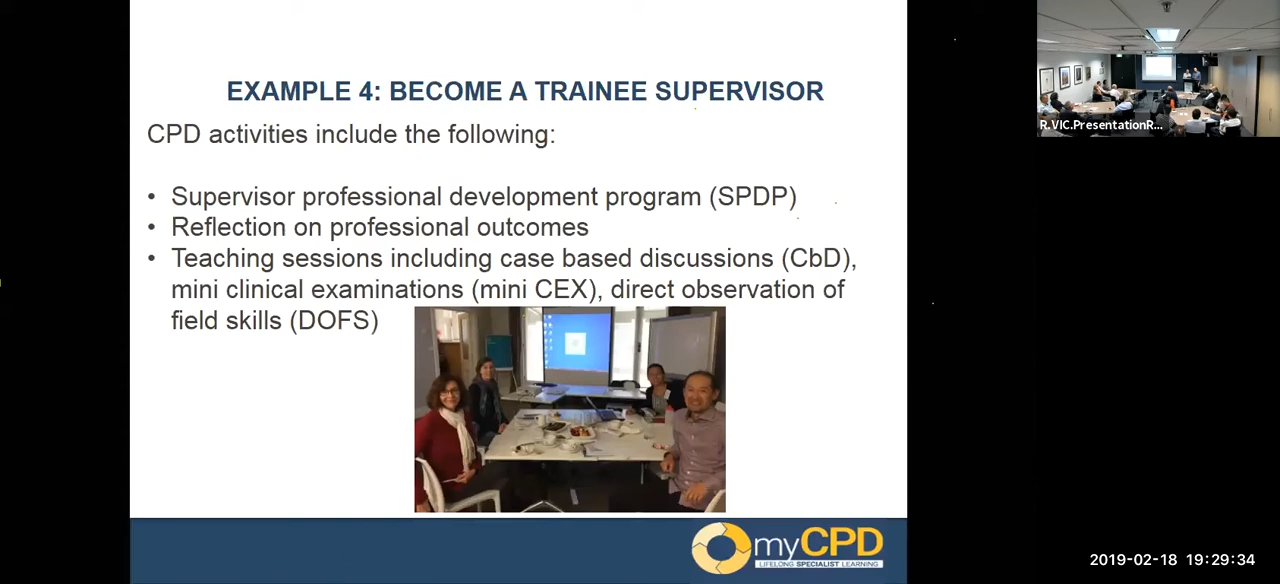 EXAMPLE 4: BECOME A TRAINEE SUPERVISOR
CPD activities include the following:
• Supervisor professional development program (SPDP)
• Reflection on professional outcomes
• Teaching sessions including case based discussions (CbD),
mini clinical examinations (mini CEX), direct observation of
field skills (DOFS)
myCPD
LIFELONG SPECIALIST LEARNING
R.VIC.PresentationR...
2019-02-18 19:29:34